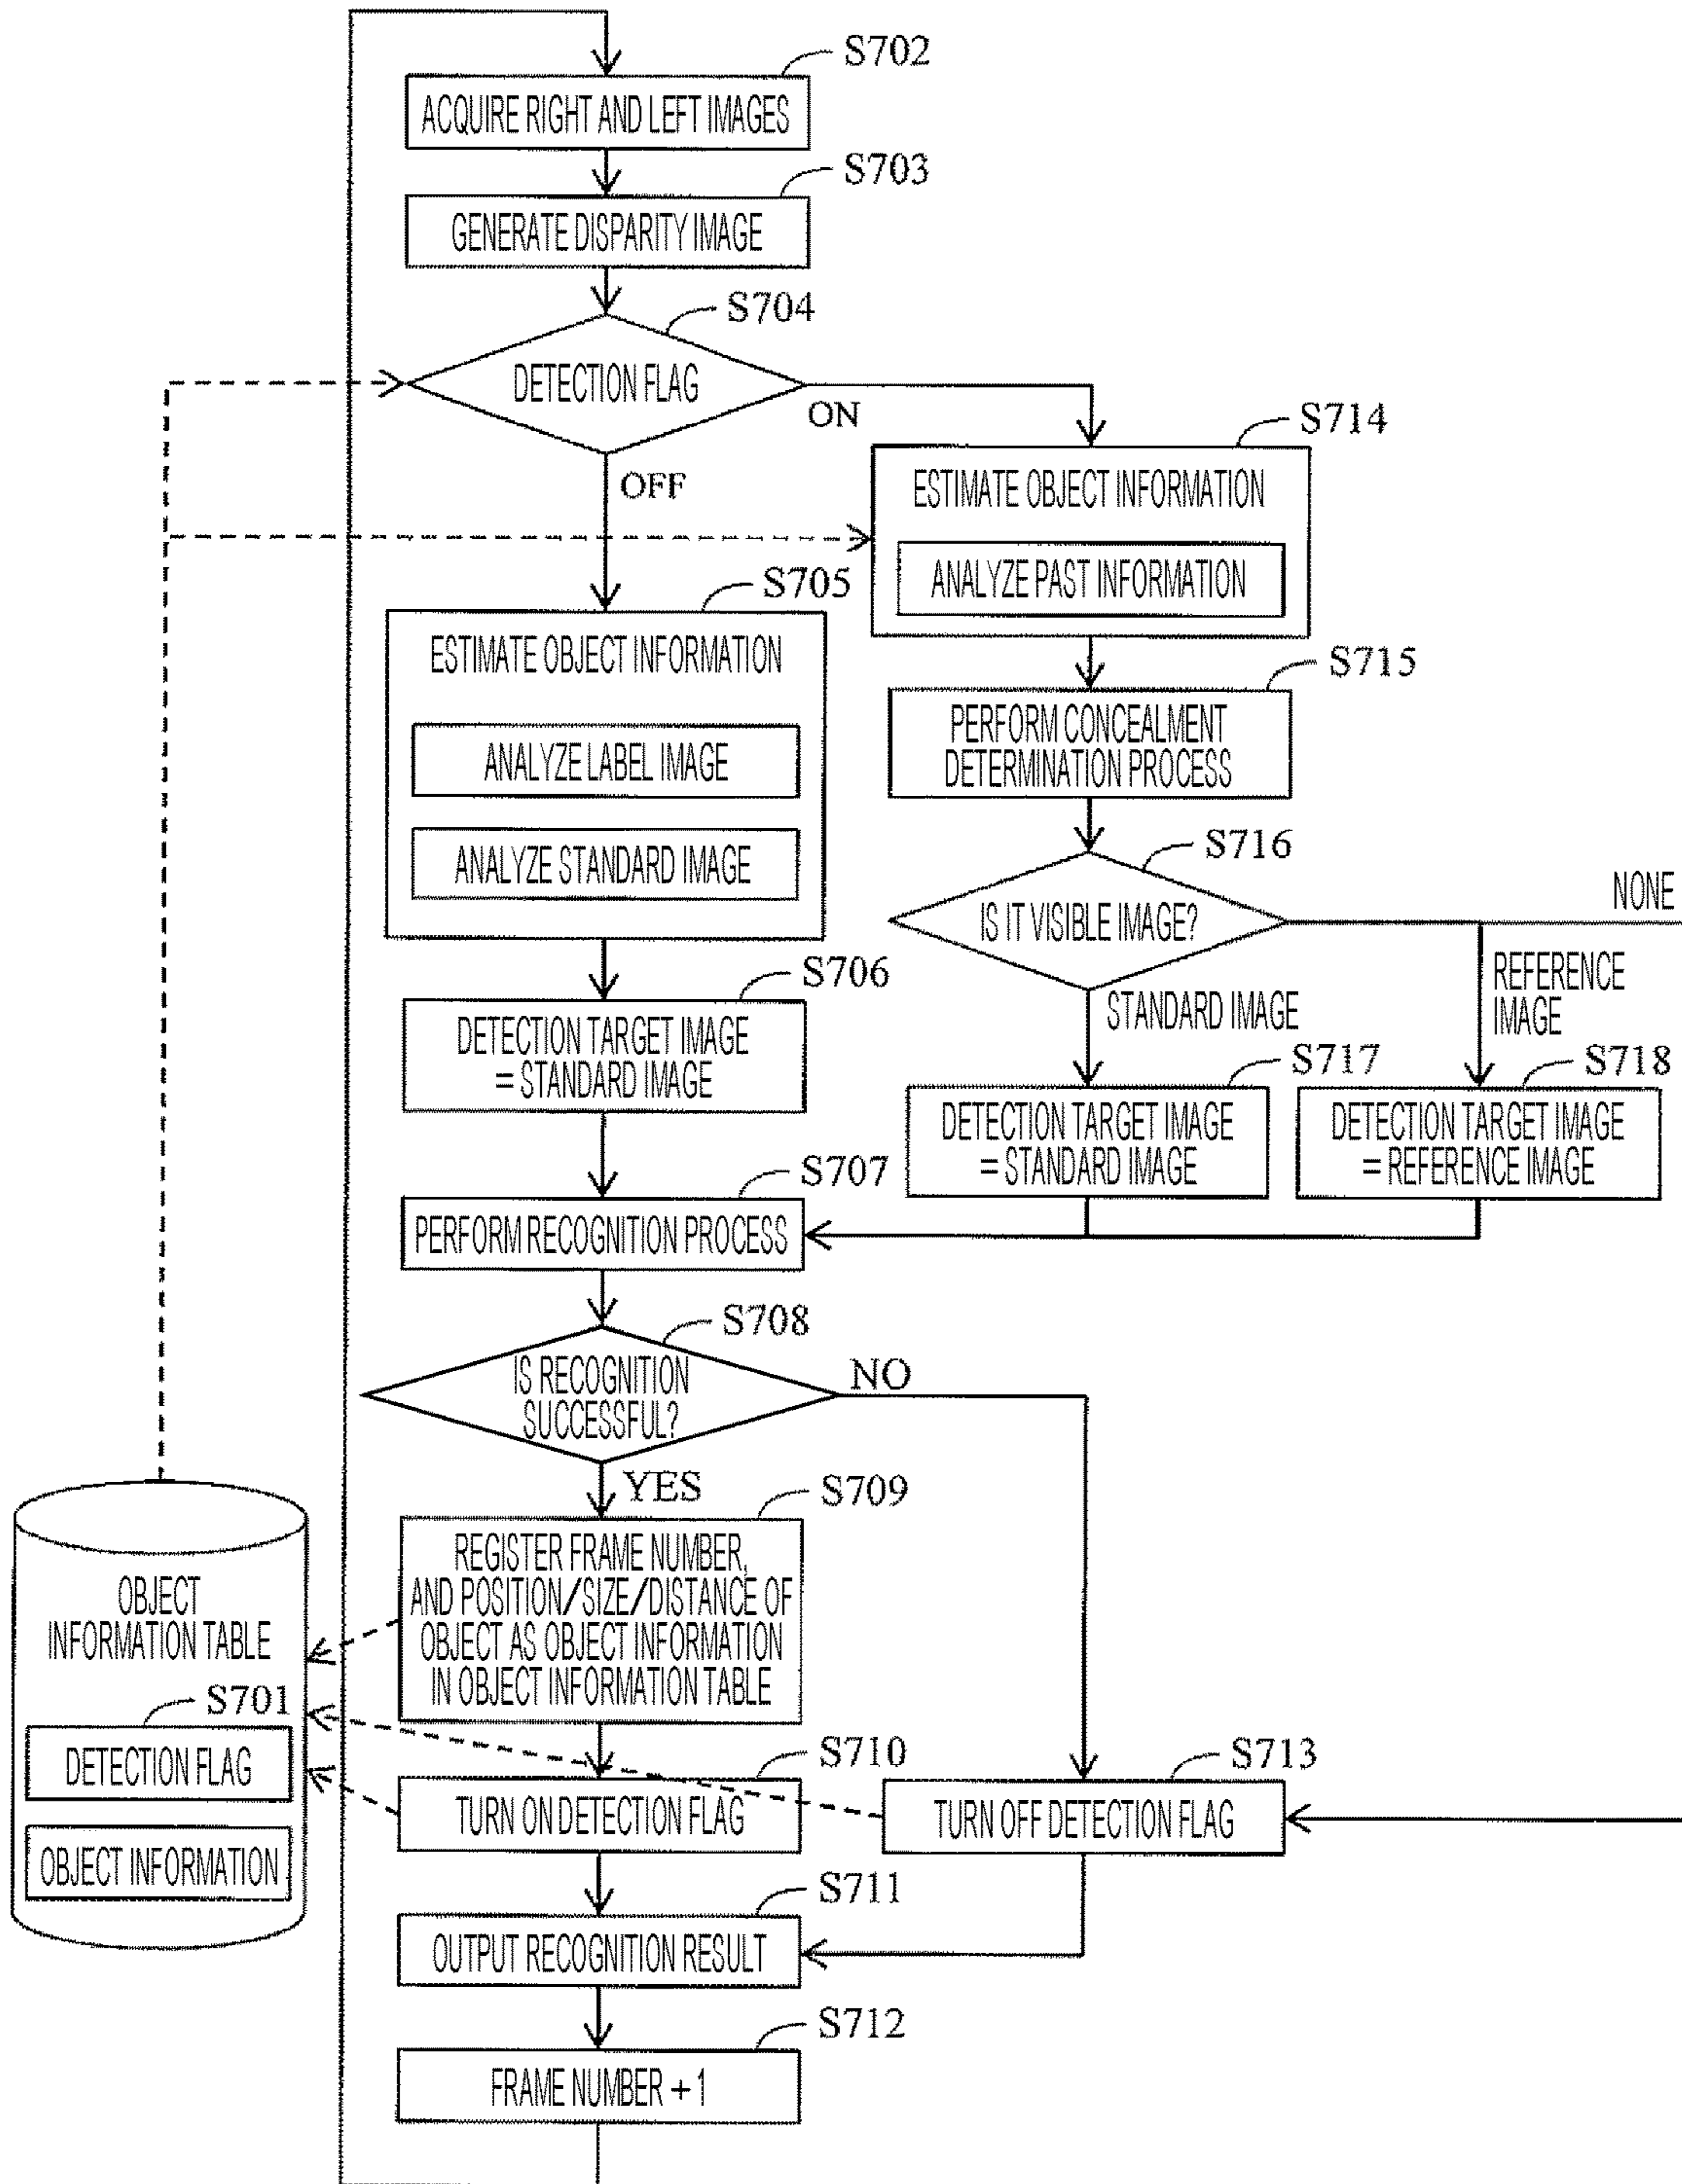 S702
ACQUIRE RIGHT AND LEFT IMAGES
S703
GENERATE DISPARITY IMAGE
S704
DETECTION FLAG
ON
OFF
S714
ESTIMATE OBJECT INFORMATION
ANALYZE PAST INFORMATION
S705
ESTIMATE OBJECT INFORMATION
ANALYZE LABEL IMAGE
ANALYZE STANDARD IMAGE
S715
PERFORM CONCEALMENT
DETERMINATION PROCESS
S716
IS IT VISIBLE IMAGE?
NONE
REFERENCE
IMAGE
STANDARD IMAGE
S706
DETECTION TARGET IMAGE
= STANDARD IMAGE
S717
DETECTION TARGET IMAGE
= STANDARD IMAGE
S718
DETECTION TARGET IMAGE
= REFERENCE IMAGE
S707
PERFORM RECOGNITION PROCESS
S708
IS RECOGNITION
SUCCESSFUL?
NO
YES
S709
REGISTER FRAME NUMBER,
AND POSITION/SIZE/DISTANCE OF
OBJECT AS OBJECT INFORMATION
IN OBJECT INFORMATION TABLE
OBJECT
INFORMATION TABLE
S701
DETECTION FLAG
OBJECT INFORMATION
S710
TURN ON DETECTION FLAG
S713
TURN OFF DETECTION FLAG
S711
OUTPUT RECOGNITION RESULT
S712
FRAME NUMBER + 1